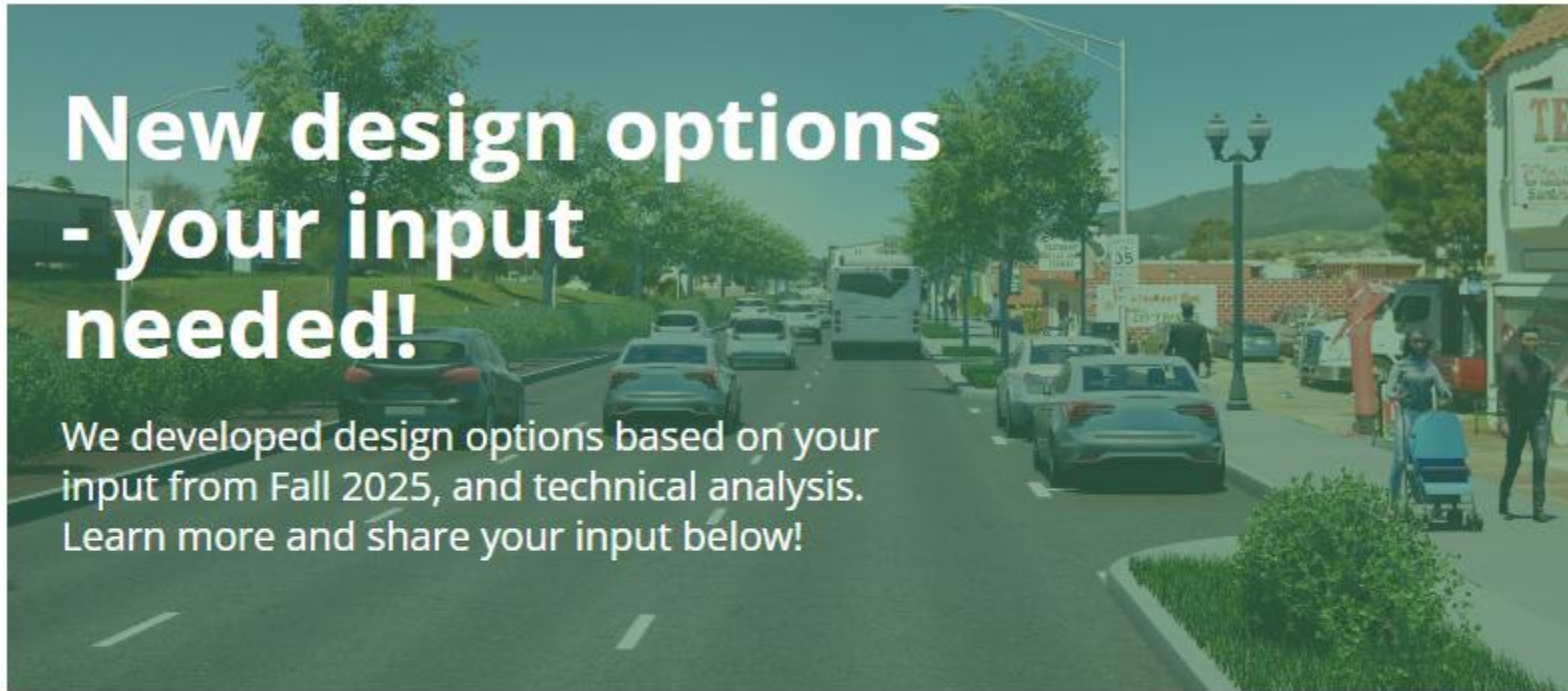 New design options
- your input
needed!
We developed design options based on your
input from Fall 2025, and technical analysis.
Learn more and share your input below!
35